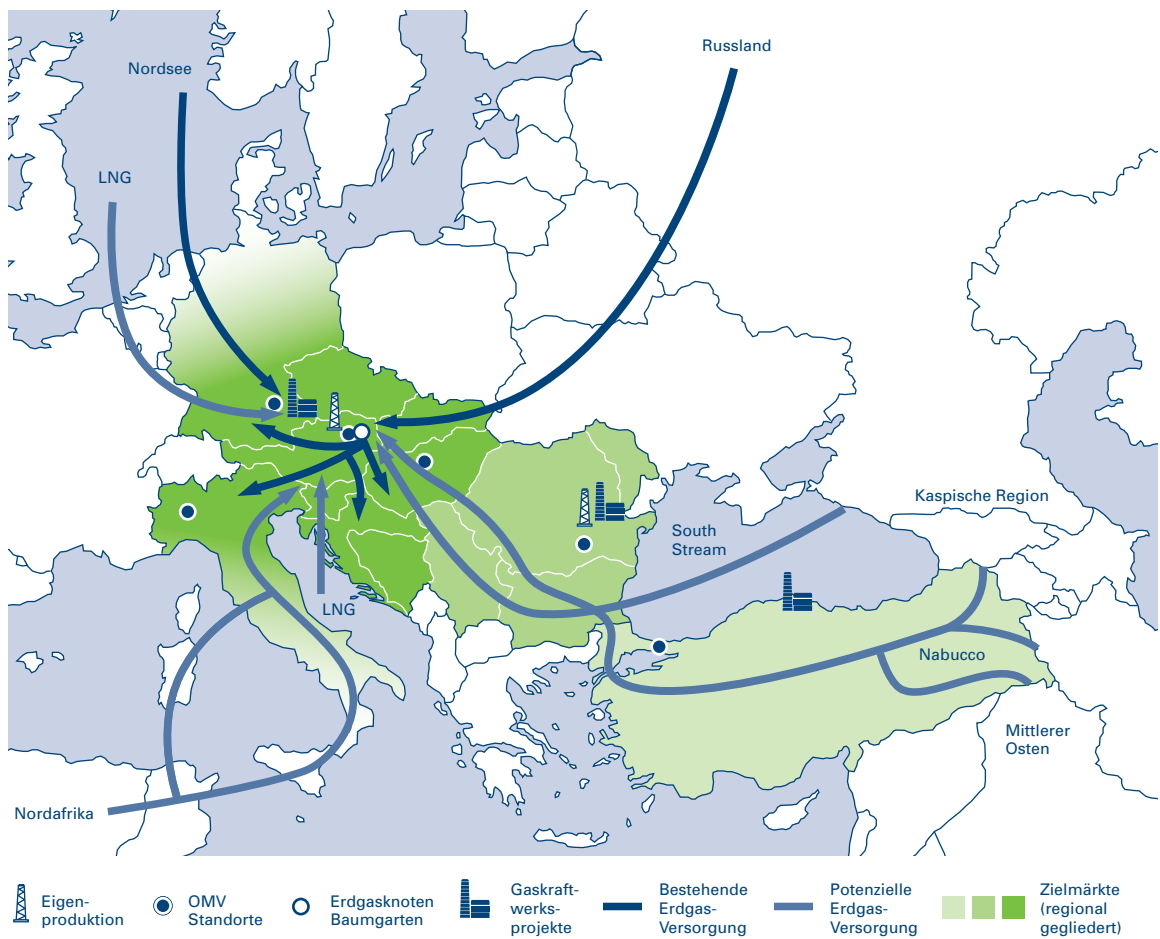 Russland
Nordsee
LNG
Kaspische Region
South
Stream
LNG
Nabucco
Mittlerer
Osten
Nordafrika
Eigen-
produktion
OMV
Standorte
Erdgasknoten
Baumgarten
Gaskraft-
werks-
projekte
Bestehende
Erdgas-
Versorgung
Potenzielle
Erdgas-
Versorgung
Zielmärkte
(regional
gegliedert)